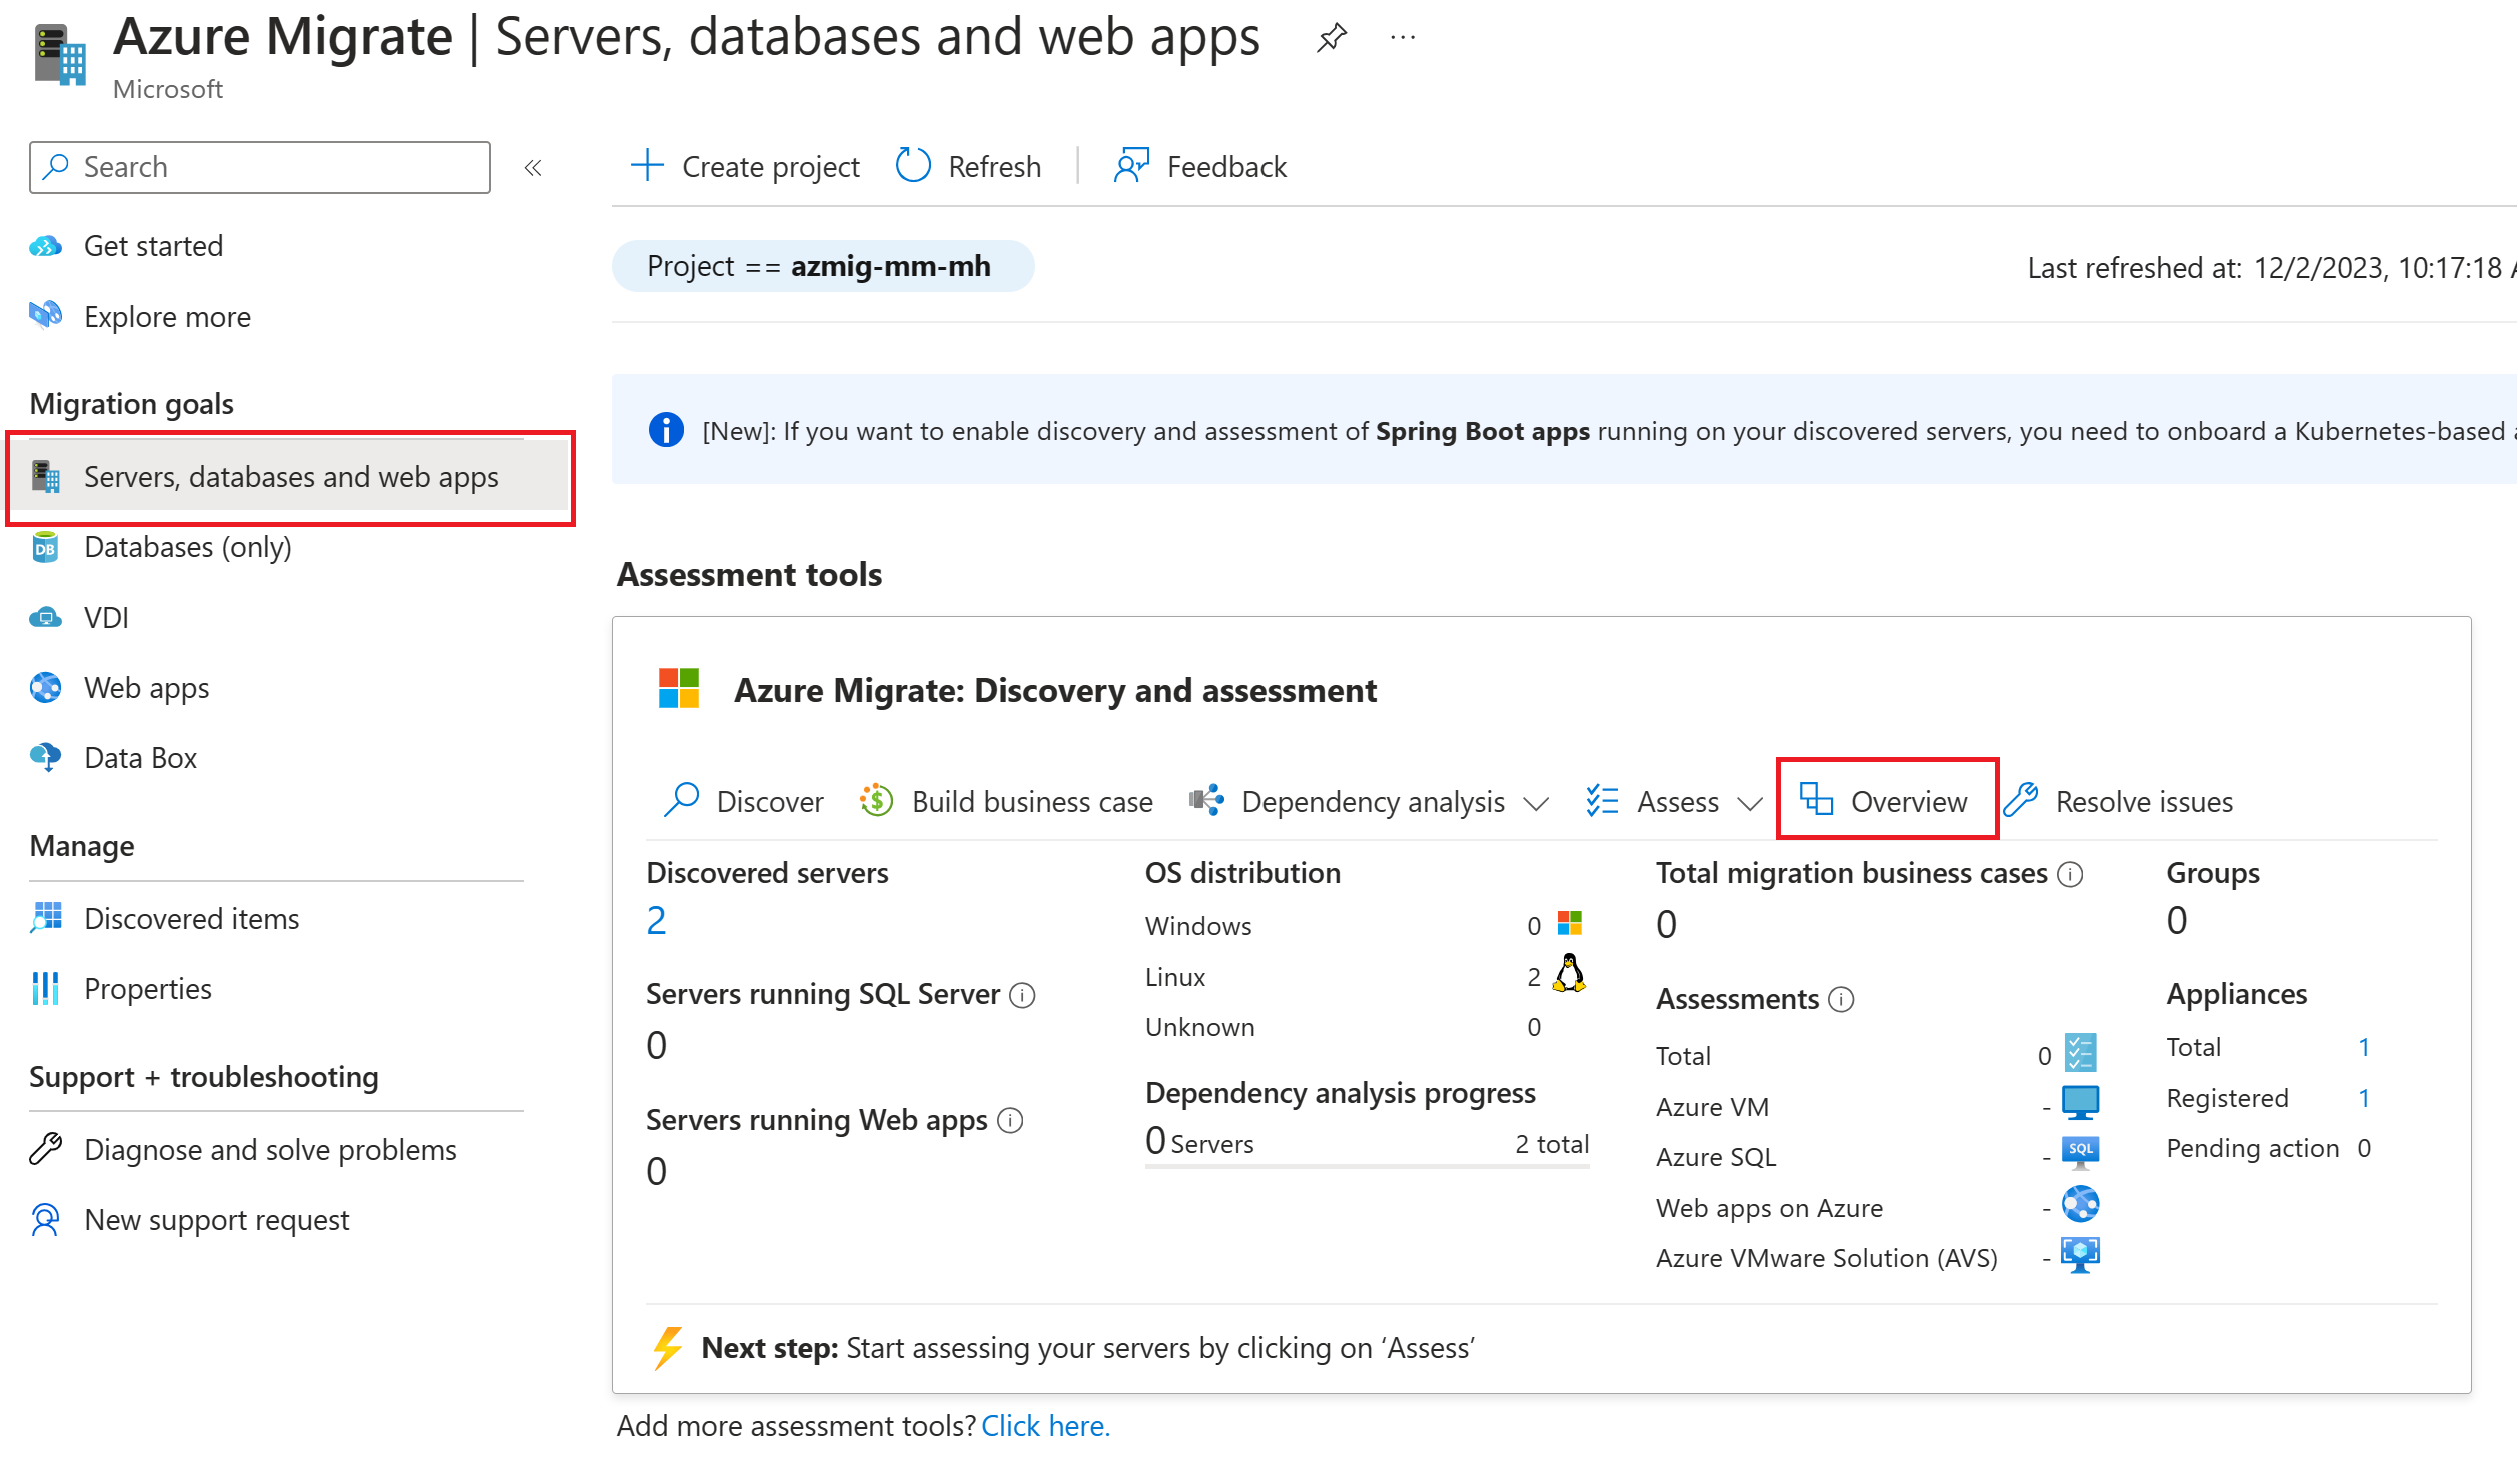 Azure Migrate | Servers, databases and web apps
Microsoft
Search
Create project
Refresh
Feedback
Get started
Explore more
Project == azmig-mm-mh
Last refreshed at: 12/2/2023, 10:17:18
Migration goals
[New]: If you want to enable discovery and assessment of Spring Boot apps running on your discovered servers, you need to onboard a Kubernetes-based
Servers, databases and web apps
Databases (only)
VDI
Web apps
Data Box
Manage
Discovered items
Properties
Support + troubleshooting
Diagnose and solve problems
New support request
Assessment tools
Azure Migrate: Discovery and assessment
Discover
Build business case
Dependency analysis
Assess
Overview
Resolve issues
Discovered servers
2
Servers running SQL Server
0
Servers running Web apps
0
OS distribution
Windows 0
Linux 2
Unknown 0
Dependency analysis progress
0 Servers 2 total
Total migration business cases
0
Assessments
Total 0
Azure VM -
Azure SQL - SQL
Web apps on Azure -
Azure VMware Solution (AVS) -
Groups
0
Appliances
Total 1
Registered 1
Pending action 0
Next step: Start assessing your servers by clicking on ‘Assess’
Add more assessment tools? Click here.